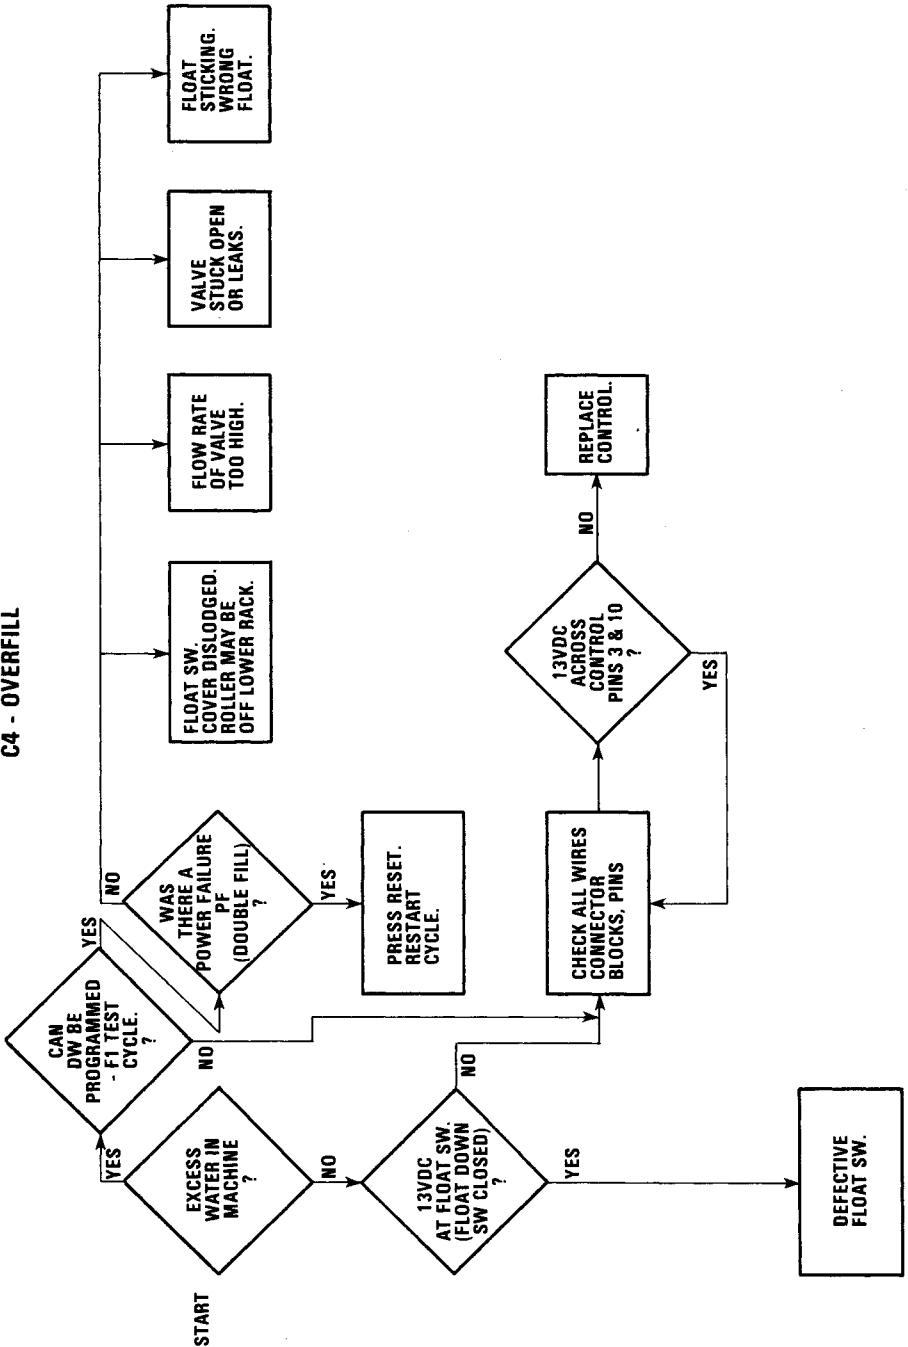 C4 - OVERFILL
START
EXCESS
WATER IN
MACHINE
?
YES
NO
CAN
DW BE
PROGRAMMED
- F1 TEST
CYCLE.
?
YES
NO
WAS
THERE A
POWER FAILURE
PF
(DOUBLE FILL)
?
NO
YES
PRESS RESET.
RESTART
CYCLE.
FLOAT SW.
COVER DISLODGED.
ROLLER MAY BE
OFF LOWER RACK.
FLOW RATE
OF VALVE
TOO HIGH.
VALVE
STUCK OPEN
OR LEAKS.
FLOAT
STICKING.
WRONG
FLOAT.
13VDC
AT FLOAT SW.
(FLOAT DOWN
SW CLOSED)
?
NO
YES
DEFECTIVE
FLOAT SW.
CHECK ALL WIRES
CONNECTOR
BLOCKS, PINS
13VDC
ACROSS
CONTROL
PINS 3 & 10
?
NO
YES
REPLACE
CONTROL.